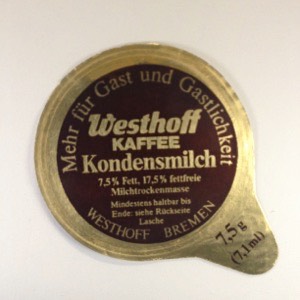 Mehr für Gast und Gastlichkeit
Westhoff
KAFFEE
Kondensmilch
7,5% Fett, 17,5% fettfreie
Milchtrockenmasse
Mindestens haltbar bis
Ende: siehe Rückseite
Lasche
WESTHOFF BREMEN
7,5 g
(7,1 ml)